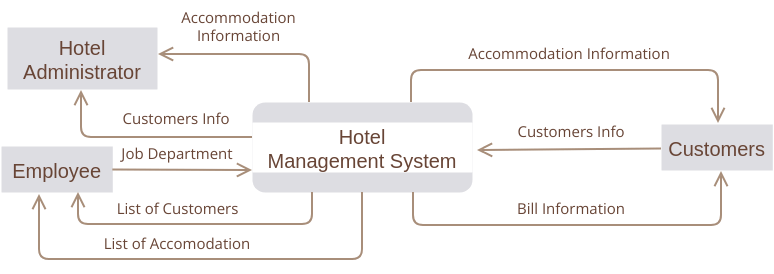 Accommodation
Information
Hotel
Administrator
Accommodation Information
Customers Info
Customers Info
Hotel
Management System
Customers
Job Department
Employee
List of Customers
Bill Information
List of Accomodation